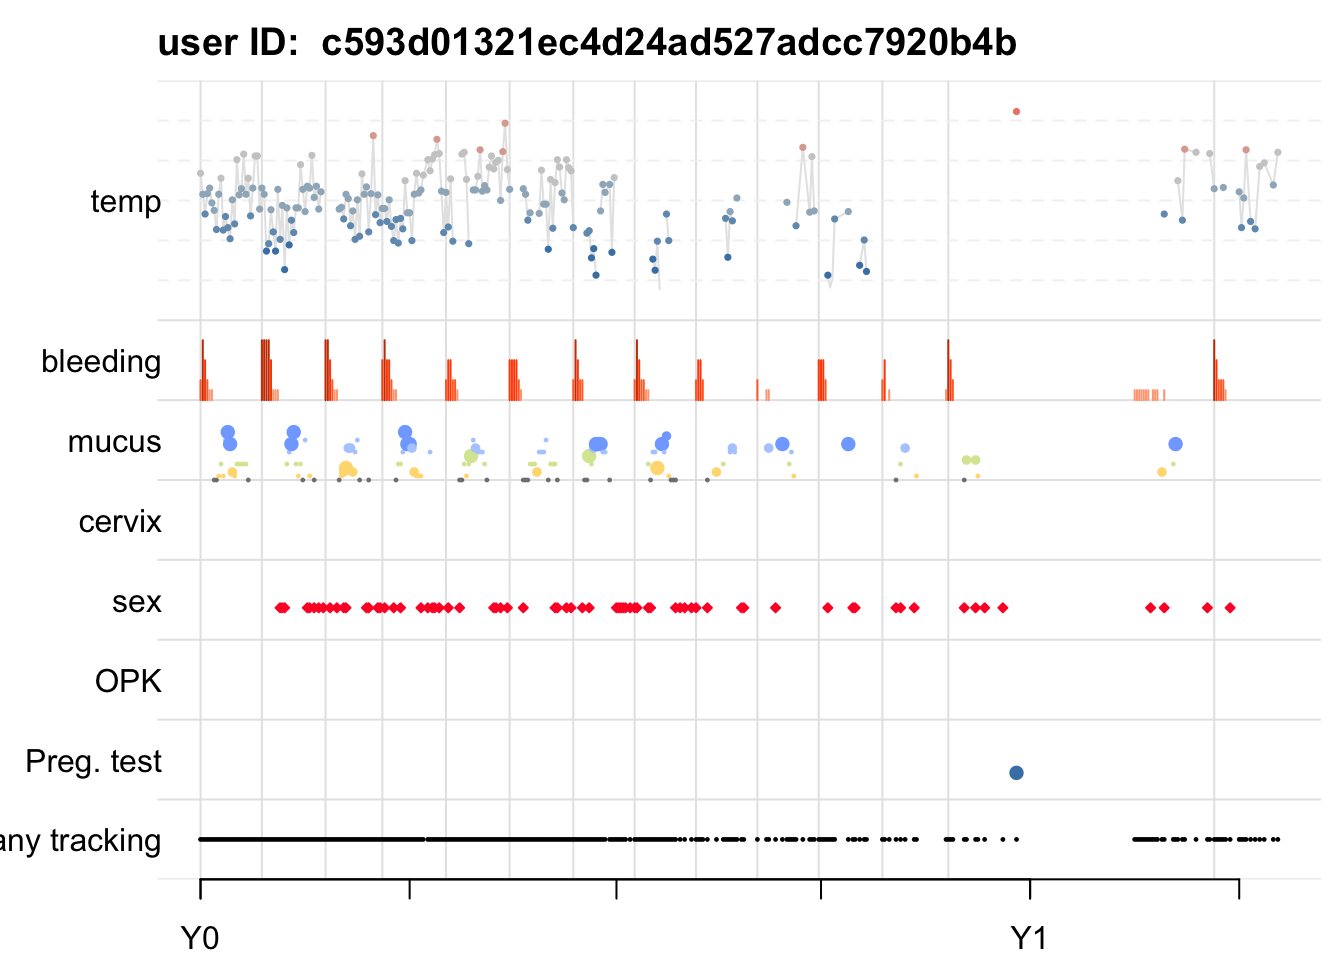 user ID:  c593d01321ec4d24ad527adcc7920b4b
temp
bleeding
mucus
cervix
sex
OPK
Preg. test
any tracking
Y0 Y1